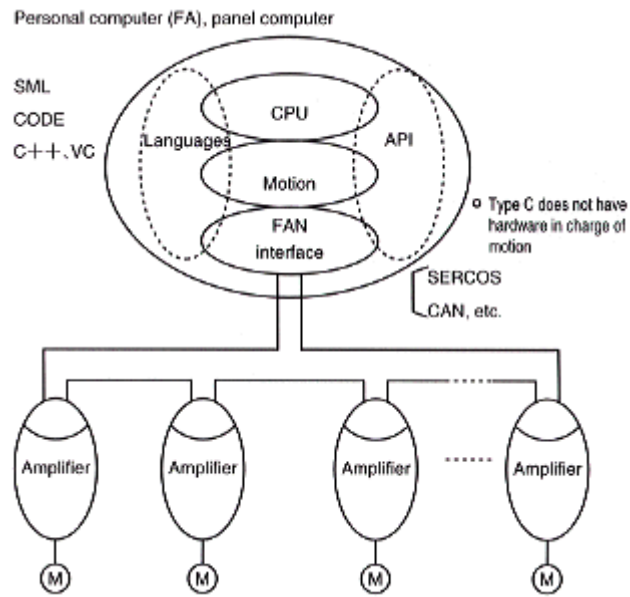 Personal computer (FA), panel computer
SML
CODE
C++、VC
Languages
CPU
API
Motion
FAN
interface
o Type C does not have
hardware in charge of
motion
SERCOS
CAN, etc.
Amplifier
Amplifier
Amplifier
Amplifier
M
M
M
M